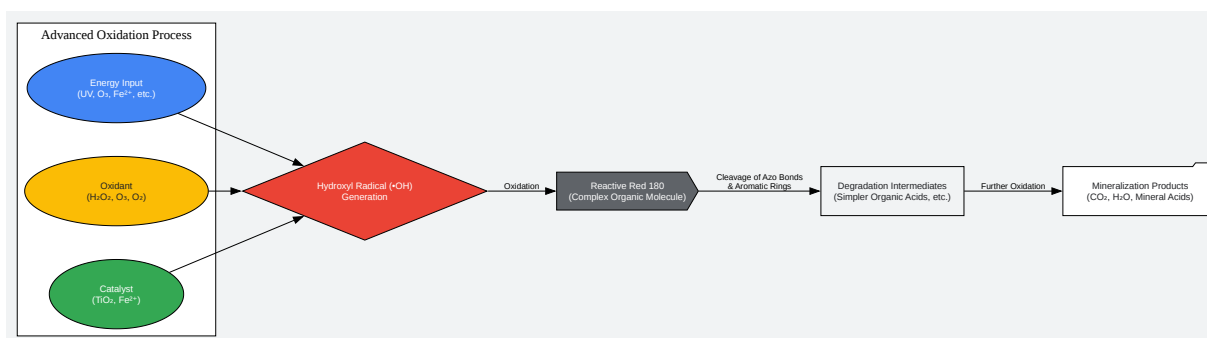 Advanced Oxidation Process
Energy Input
(UV, O₃, Fe²⁺, etc.)
Oxidant
(H₂O₂, O₃, O₂)
Catalyst
(TiO₂, Fe²⁺)
Hydroxyl Radical (•OH)
Generation
Oxidation
Reactive Red 180
(Complex Organic Molecule)
Cleavage of Azo Bonds
& Aromatic Rings
Degradation Intermediates
(Simpler Organic Acids, etc.)
Further Oxidation
Mineralization Products
(CO₂, H₂O, Mineral Acids)